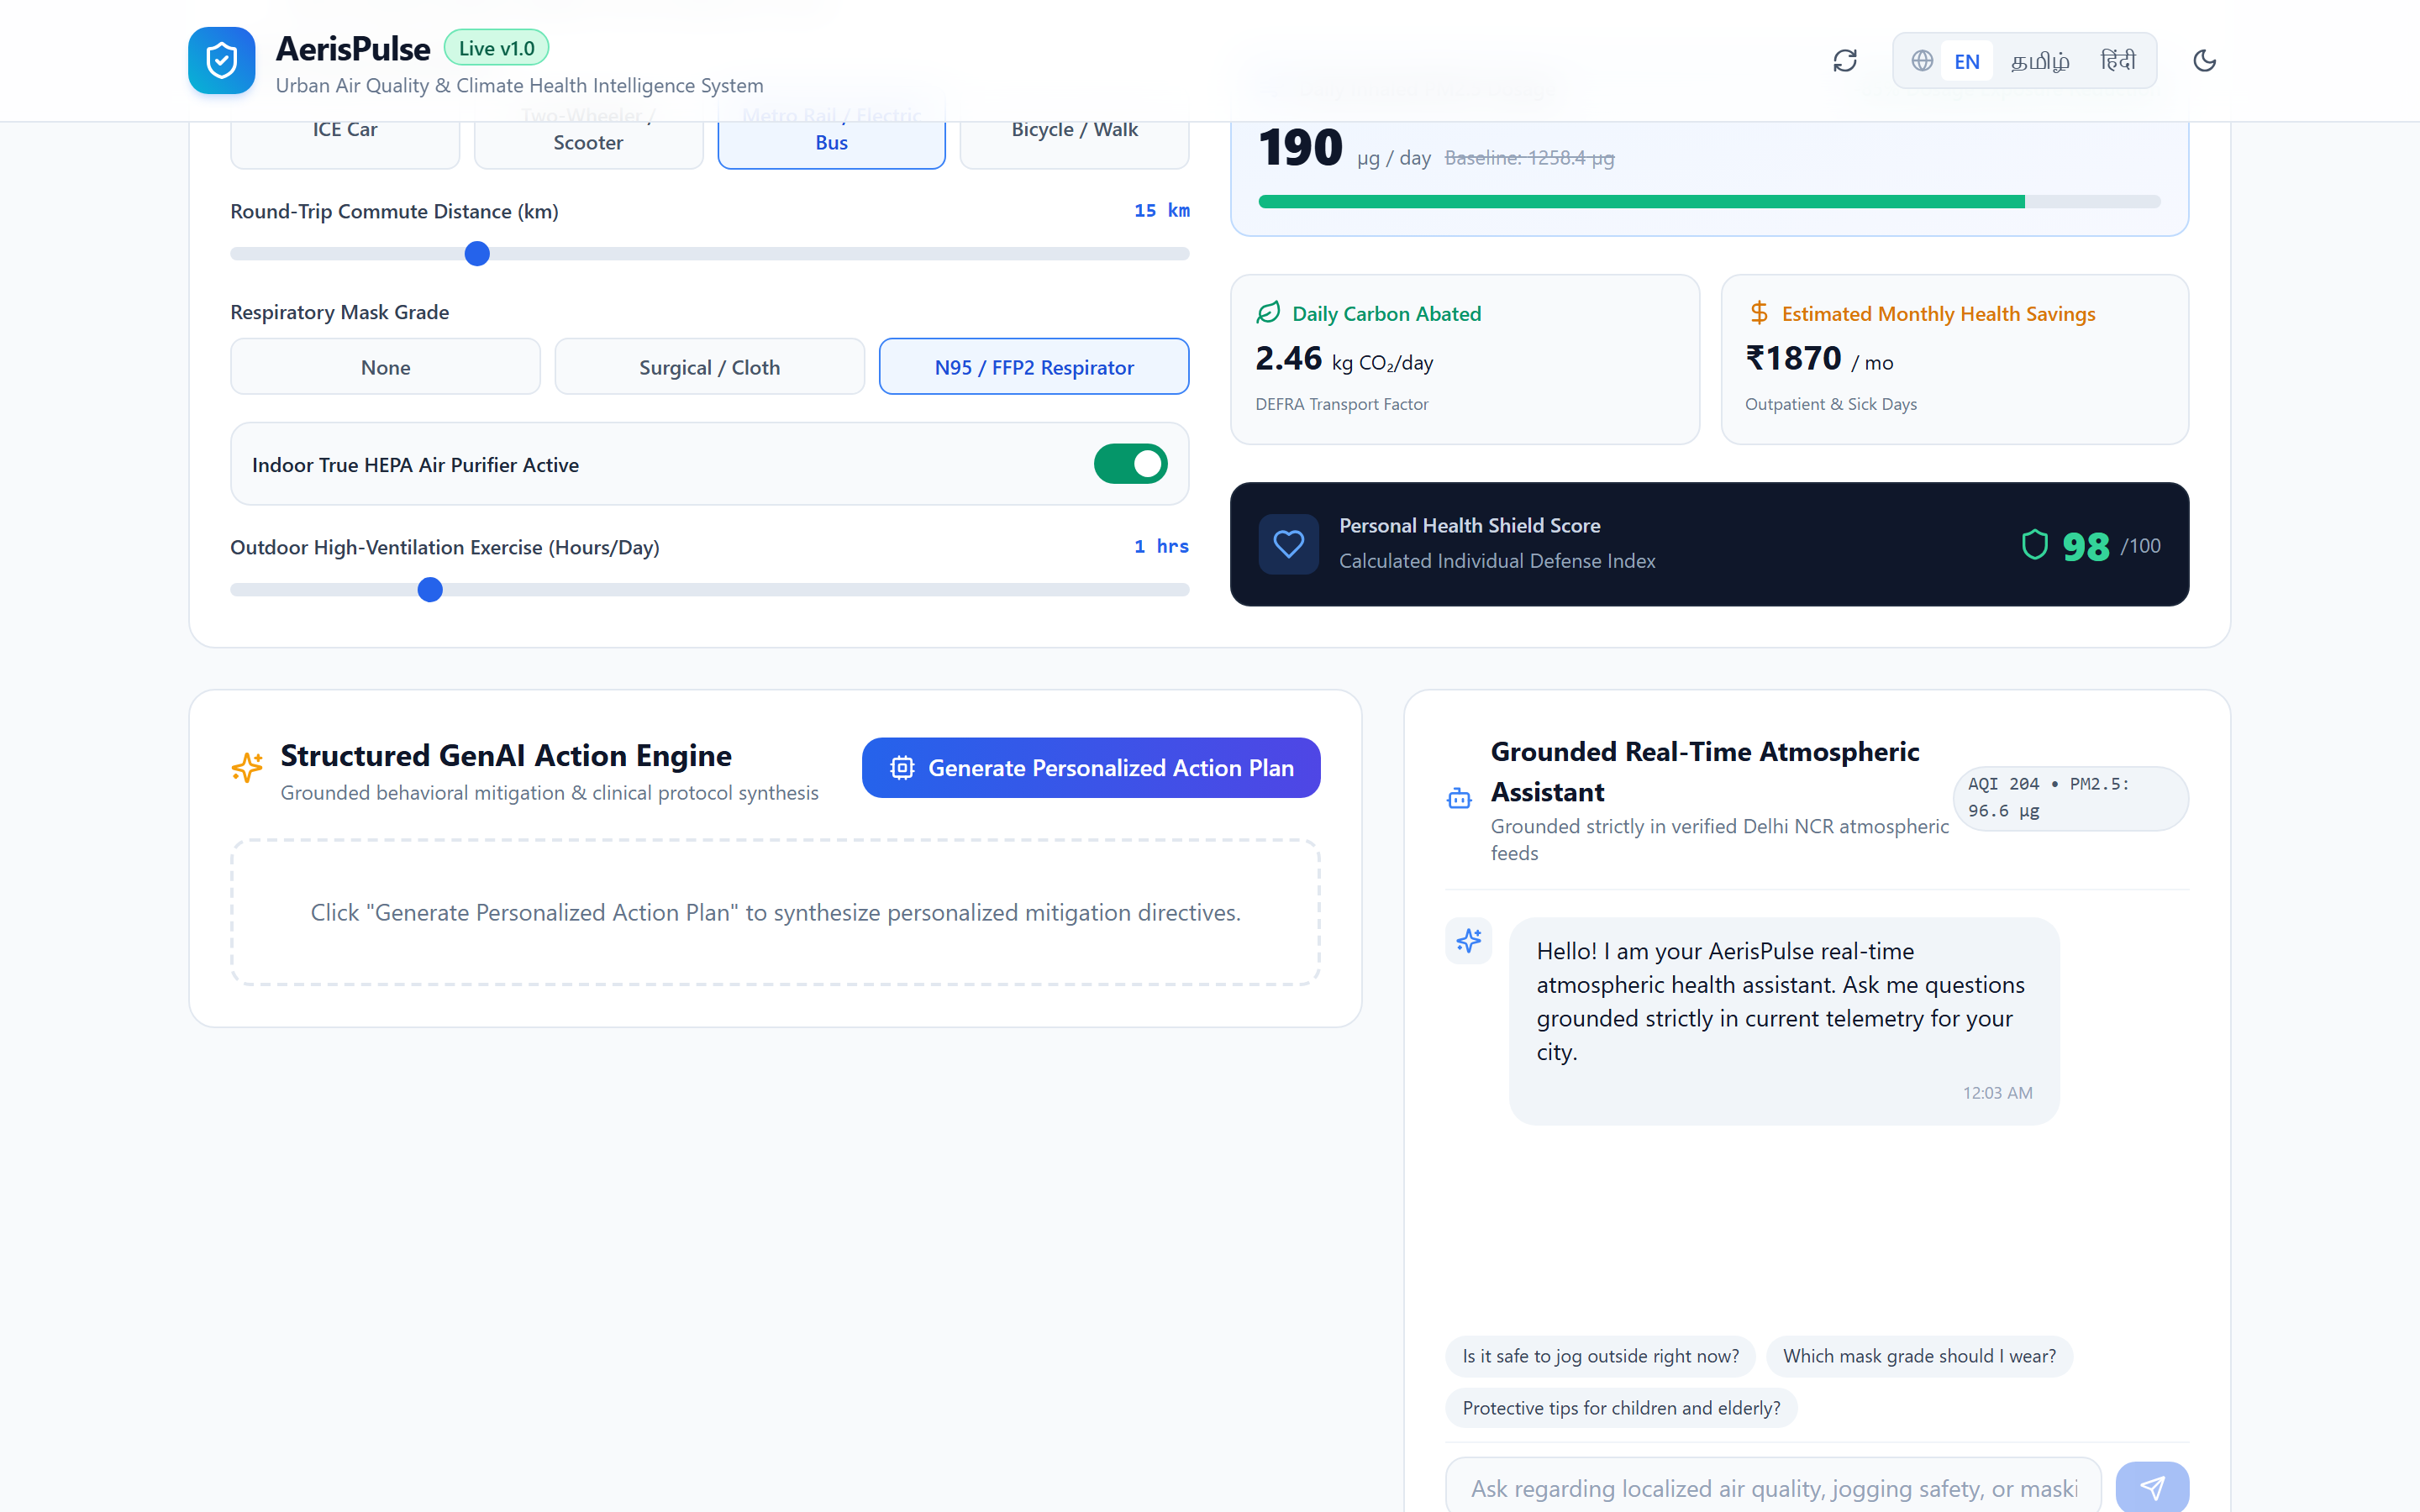 AerisPulse
Live v1.0
Urban Air Quality & Climate Health Intelligence System
EN
தமிழ்
हिंदी
ICE Car
Two-Wheeler /
Scooter
Metro Rail / Electric
Bus
Bicycle / Walk
Round-Trip Commute Distance (km)
15 km
Respiratory Mask Grade
None
Surgical / Cloth
N95 / FFP2 Respirator
Indoor True HEPA Air Purifier Active
Outdoor High-Ventilation Exercise (Hours/Day)
1 hrs
190 µg / day Baseline: 1258.4 µg
Daily Carbon Abated
2.46 kg CO₂/day
DEFRA Transport Factor
Estimated Monthly Health Savings
₹1870 / mo
Outpatient & Sick Days
Personal Health Shield Score
Calculated Individual Defense Index
98 /100
Structured GenAI Action Engine
Grounded behavioral mitigation & clinical protocol synthesis
Generate Personalized Action Plan
Click "Generate Personalized Action Plan" to synthesize personalized mitigation directives.
Grounded Real-Time Atmospheric
Assistant
Grounded strictly in verified Delhi NCR atmospheric
feeds
AQI 204 • PM2.5:
96.6 µg
Hello! I am your AerisPulse real-time
atmospheric health assistant. Ask me questions
grounded strictly in current telemetry for your
city.
12:03 AM
Is it safe to jog outside right now?
Which mask grade should I wear?
Protective tips for children and elderly?
Ask regarding localized air quality, jogging safety, or maski